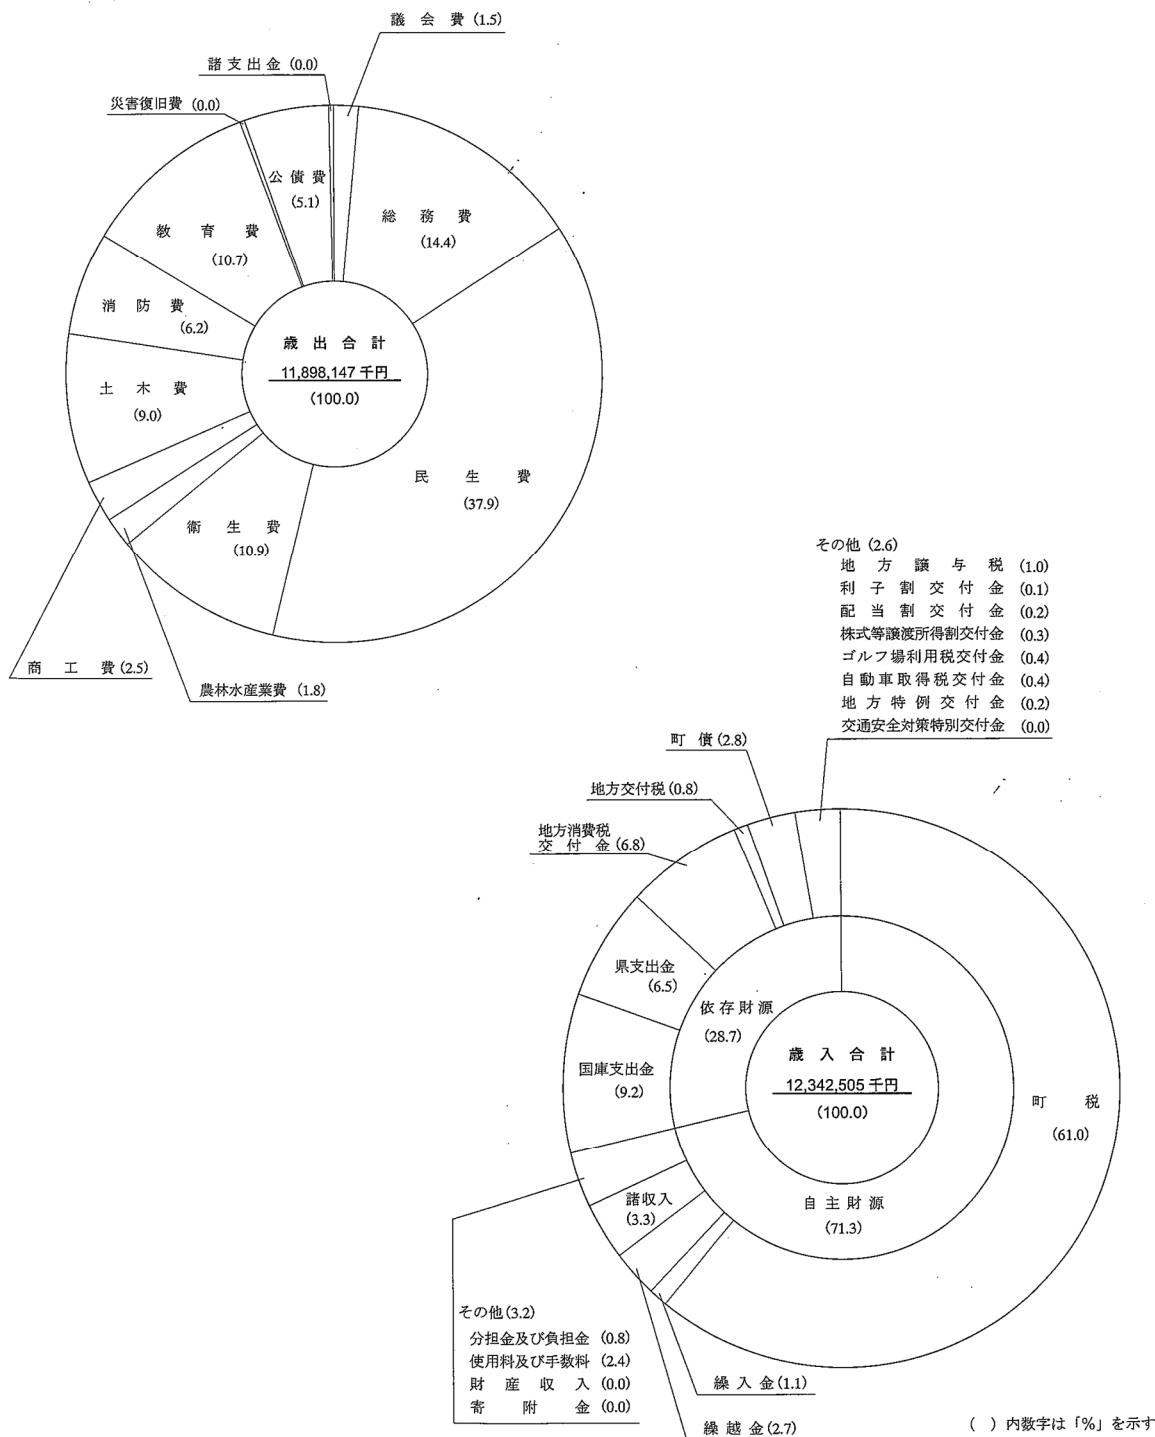 議会費 (1.5)
諸支出金 (0.0)
災害復旧費 (0.0)
公債費
(5.1)
総務費
(14.4)
教育費
(10.7)
消防費
(6.2)
歳出合計
11,898,147 千円
(100.0)
土木費
(9.0)
民生費
(37.9)
衛生費
(10.9)
商工費 (2.5)
農林水産業費 (1.8)
その他 (2.6)
地方譲与税 (1.0)
利子割交付金 (0.1)
配当割交付金 (0.2)
株式等譲渡所得割交付金 (0.3)
ゴルフ場利用税交付金 (0.4)
自動車取得税交付金 (0.4)
地方特例交付金 (0.2)
交通安全対策特別交付金 (0.0)
町債 (2.8)
地方交付税 (0.8)
地方消費税
交付金 (6.8)
県支出金
(6.5)
依存財源
(28.7)
国庫支出金
(9.2)
歳入合計
12,342,505 千円
(100.0)
町税
(61.0)
自主財源
(71.3)
諸収入
(3.3)
その他 (3.2)
分担金及び負担金 (0.8)
使用料及び手数料 (2.4)
財産収入 (0.0)
寄附金 (0.0)
繰入金 (1.1)
繰越金 (2.7)
( ) 内数字は「%」を示す